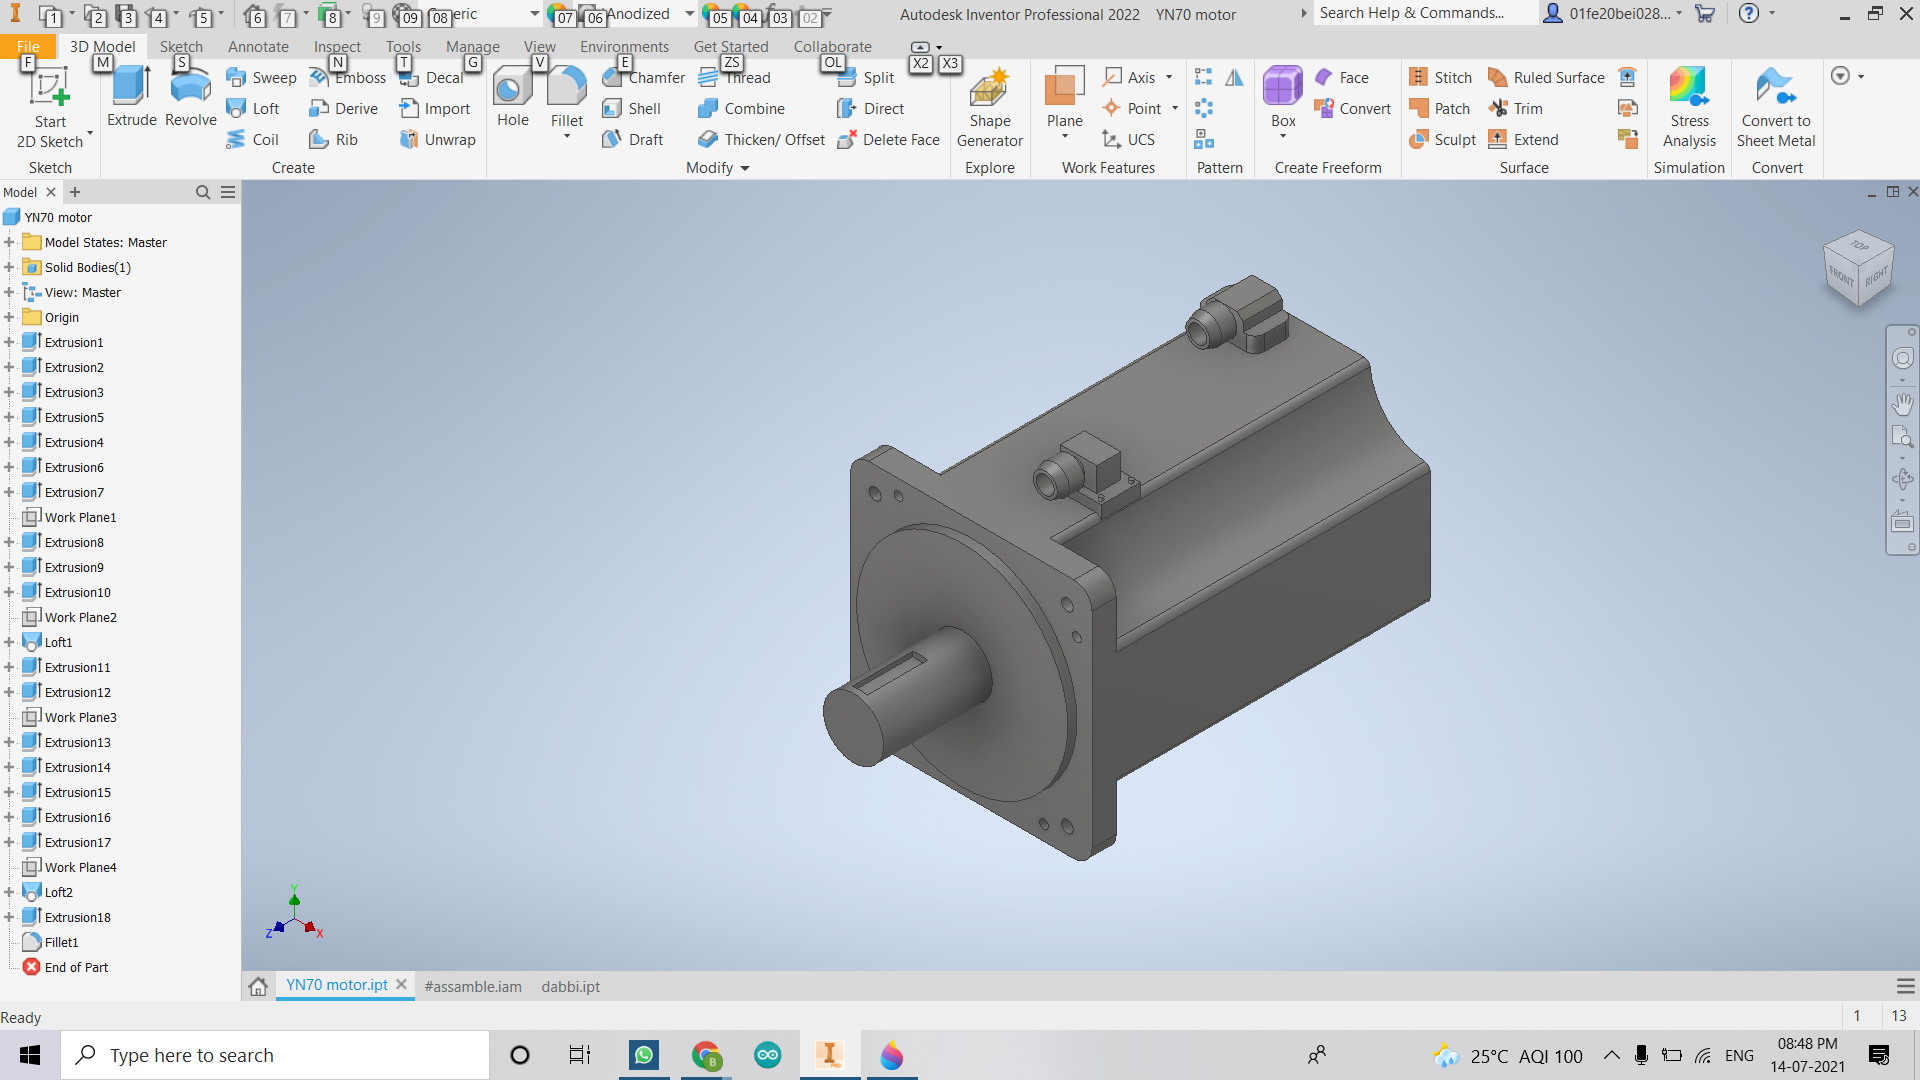 1 2 3 4 5 6 7 8 9 09 08 eric 07 06 Anodized 05 04 03 02
Autodesk Inventor Professional 2022 YN70 motor
Search Help & Commands... 01fe20bei028...
File 3D Model Sketch Annotate Inspect Tools Manage View Environments Get Started Collaborate
F M S N T G V E ZS OL X2 X3
Start
2D Sketch
Sketch
Extrude Revolve
Sweep Emboss Decal
Loft Derive Import
Coil Rib Unwrap
Create
Hole Fillet
Chamfer Thread Split
Shell Combine Direct
Draft Thicken/ Offset Delete Face
Modify
Shape
Generator
Explore
Plane
Axis
Point
UCS
Work Features
Pattern
Box
Face
Convert
Create Freeform
Stitch Ruled Surface
Patch Trim
Sculpt Extend
Surface
Stress
Analysis
Simulation
Convert to
Sheet Metal
Convert
Model
YN70 motor
Model States: Master
Solid Bodies(1)
View: Master
Origin
Extrusion1
Extrusion2
Extrusion3
Extrusion5
Extrusion4
Extrusion6
Extrusion7
Work Plane1
Extrusion8
Extrusion9
Extrusion10
Work Plane2
Loft1
Extrusion11
Extrusion12
Work Plane3
Extrusion13
Extrusion14
Extrusion15
Extrusion16
Extrusion17
Work Plane4
Loft2
Extrusion18
Fillet1
End of Part
TOP
FRONT RIGHT
Y
Z X
YN70 motor.ipt #assamble.iam dabbi.ipt
Ready
1 13
Type here to search
25°C AQI 100
ENG
08:48 PM
14-07-2021